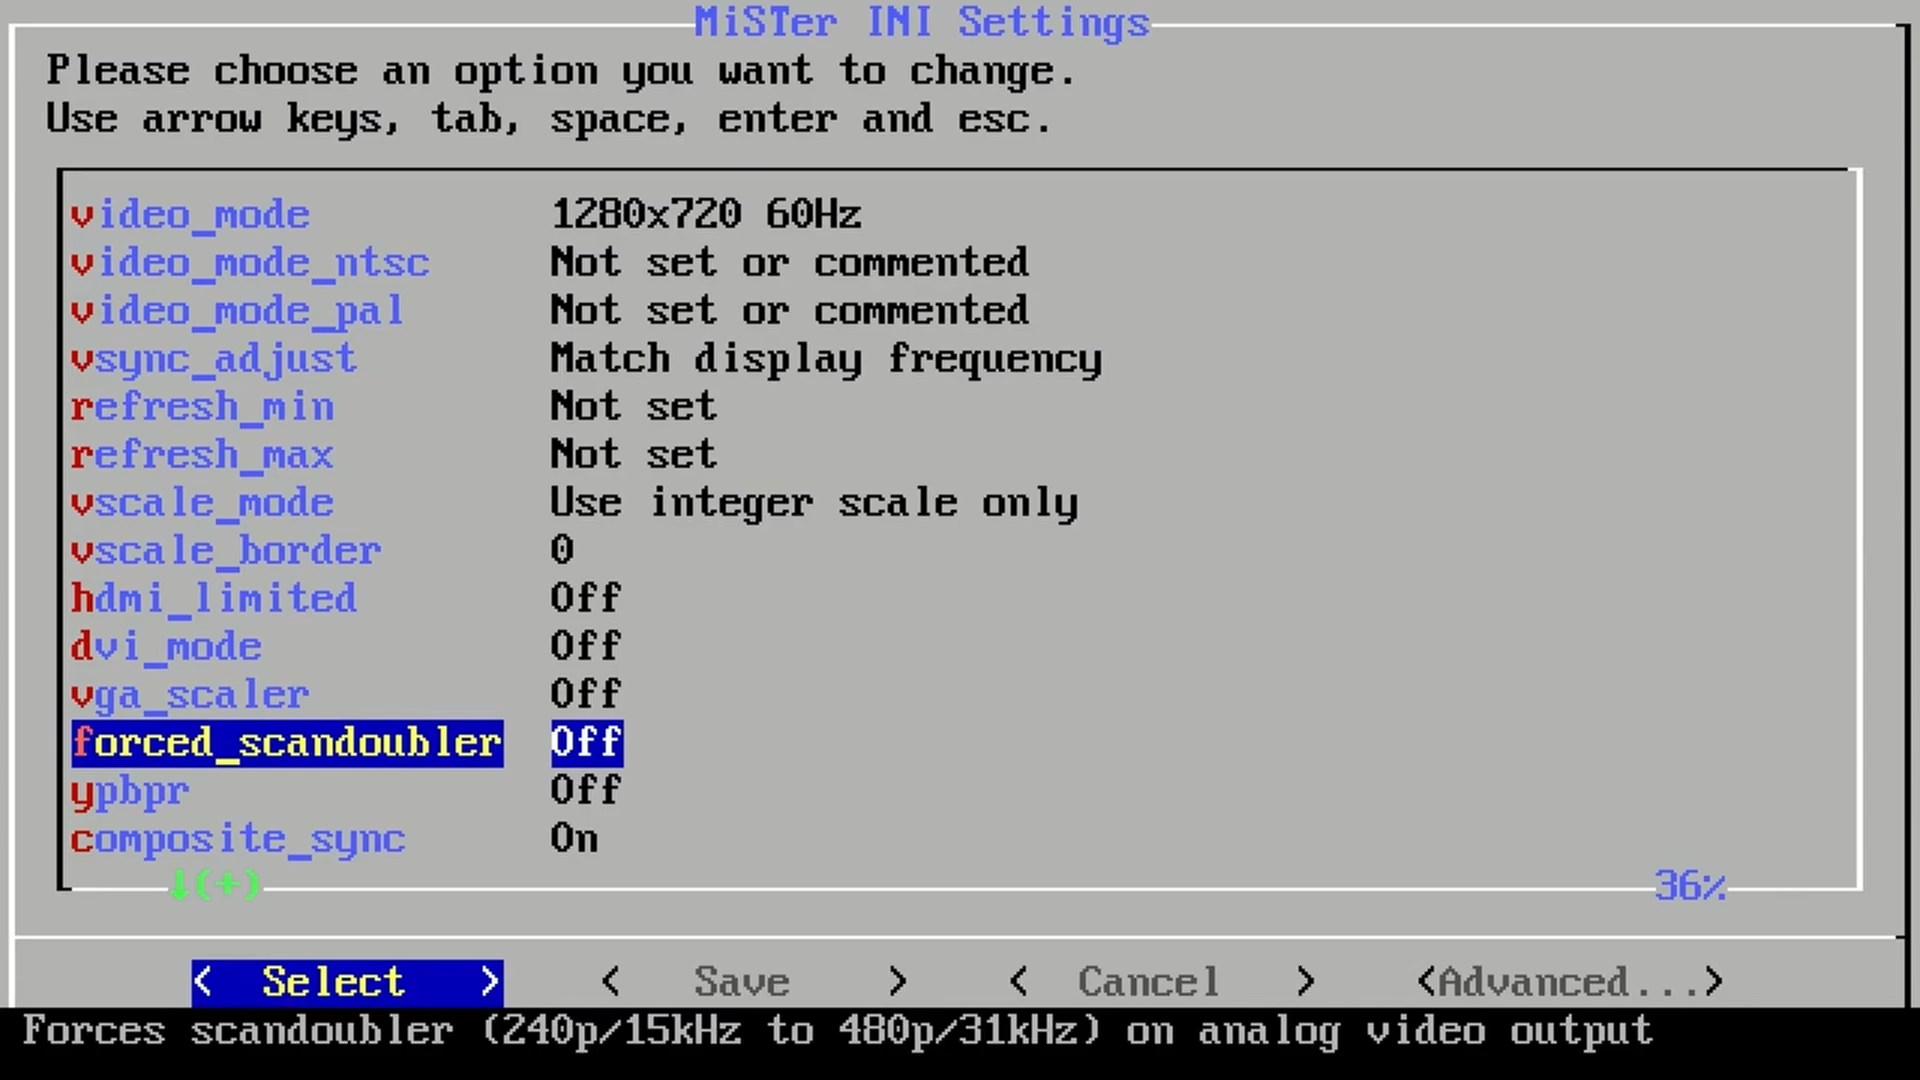 MiSTer INI Settings
Please choose an option you want to change.
Use arrow keys, tab, space, enter and esc.
video_mode 1280x720 60Hz
video_mode_ntsc Not set or commented
video_mode_pal Not set or commented
vsync_adjust Match display frequency
refresh_min Not set
refresh_max Not set
vscale_mode Use integer scale only
vscale_border 0
hdmi_limited Off
dvi_mode Off
vga_scaler Off
forced_scandoubler Off
ypbpr Off
composite_sync On
↓(+) 36%
< Select > < Save > < Cancel > <Advanced...>
Forces scandoubler (240p/15kHz to 480p/31kHz) on analog video output